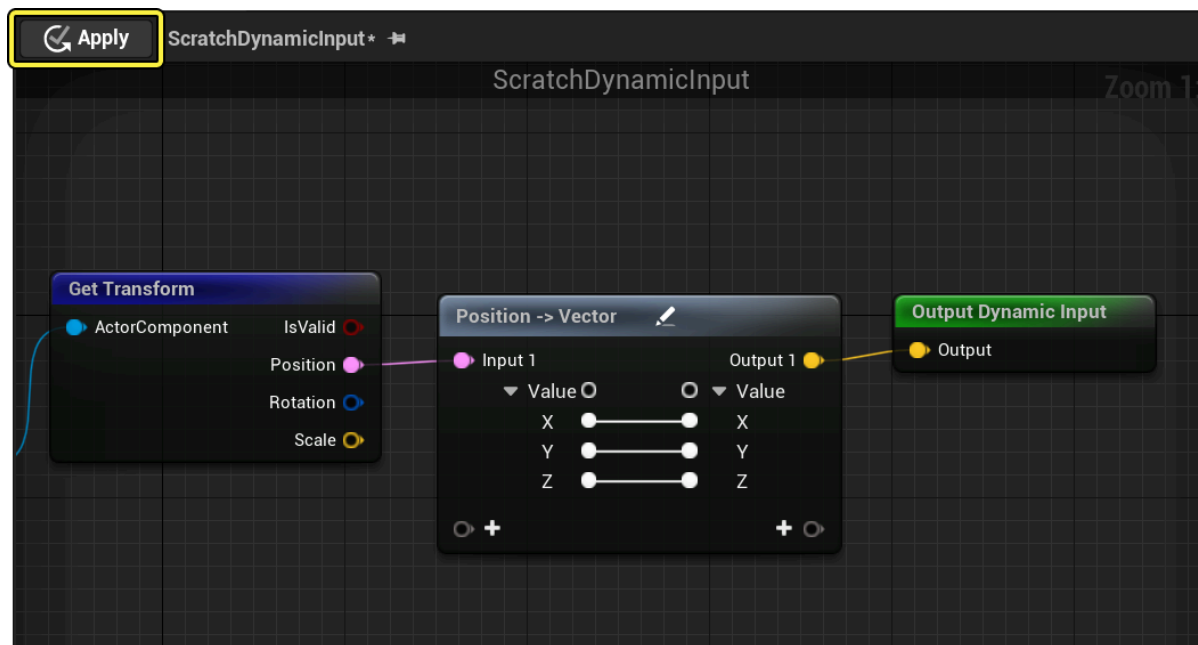 Apply
ScratchDynamicInput*
ScratchDynamicInput
Zoom 1
Get Transform
ActorComponent IsValid
Position
Rotation
Scale
Position -> Vector
Input 1 Output 1
Value Value
X X
Y Y
Z Z
Output Dynamic Input
Output